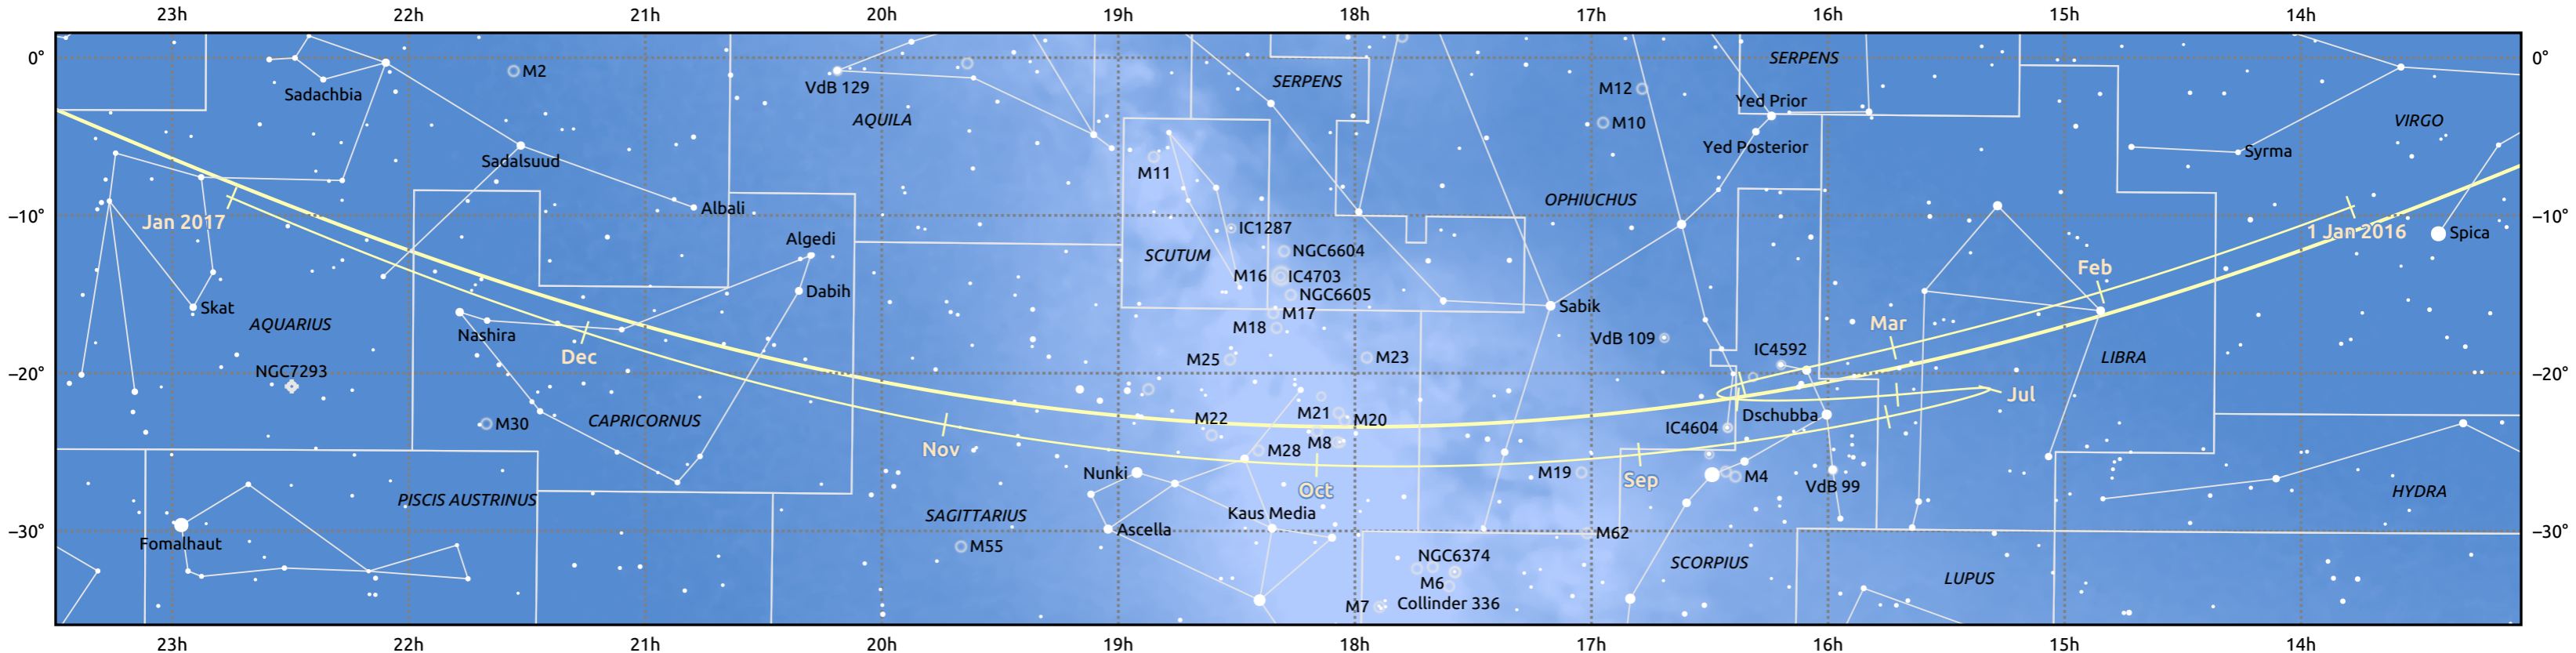 23h 22h 21h 20h 19h 18h 17h 16h 15h 14h
0° SERPENS SERPENS 0°
M2
Sadachbia VdB 129 M12
Yed Prior
AQUILA M10 VIRGO
Sadalsuud Yed Posterior Syrma
M11
OPHIUCHUS
Albali
−10° −10°
Jan 2017 IC1287 1 Jan 2016 Spica
Algedi
NGC6604
SCUTUM
Feb
M16 IC4703
Dabih NGC6605
Skat Sabik
M17
AQUARIUS M18 Mar
Nashira VdB 109
IC4592
Dec M25 M23 LIBRA
NGC7293
−20° −20°
Jul
M21 Dschubba
CAPRICORNUS M22 M20
M30 IC4604
M8
Nov M28
Nunki M19 Sep M4
VdB 99
Oct HYDRA
PISCIS AUSTRINUS
SAGITTARIUS Kaus Media
−30° Ascella M62 −30°
Fomalhaut M55
NGC6374 SCORPIUS
M6 LUPUS
M7 Collinder 336
23h 22h 21h 20h 19h 18h 17h 16h 15h 14h